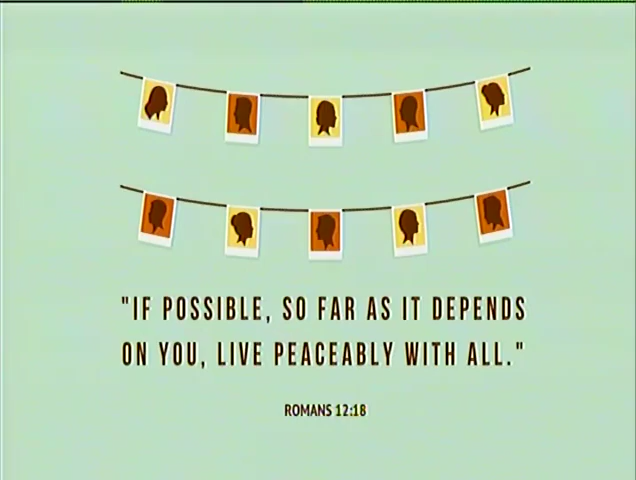 "IF POSSIBLE, SO FAR AS IT DEPENDS
ON YOU, LIVE PEACEABLY WITH ALL."
ROMANS 12:18